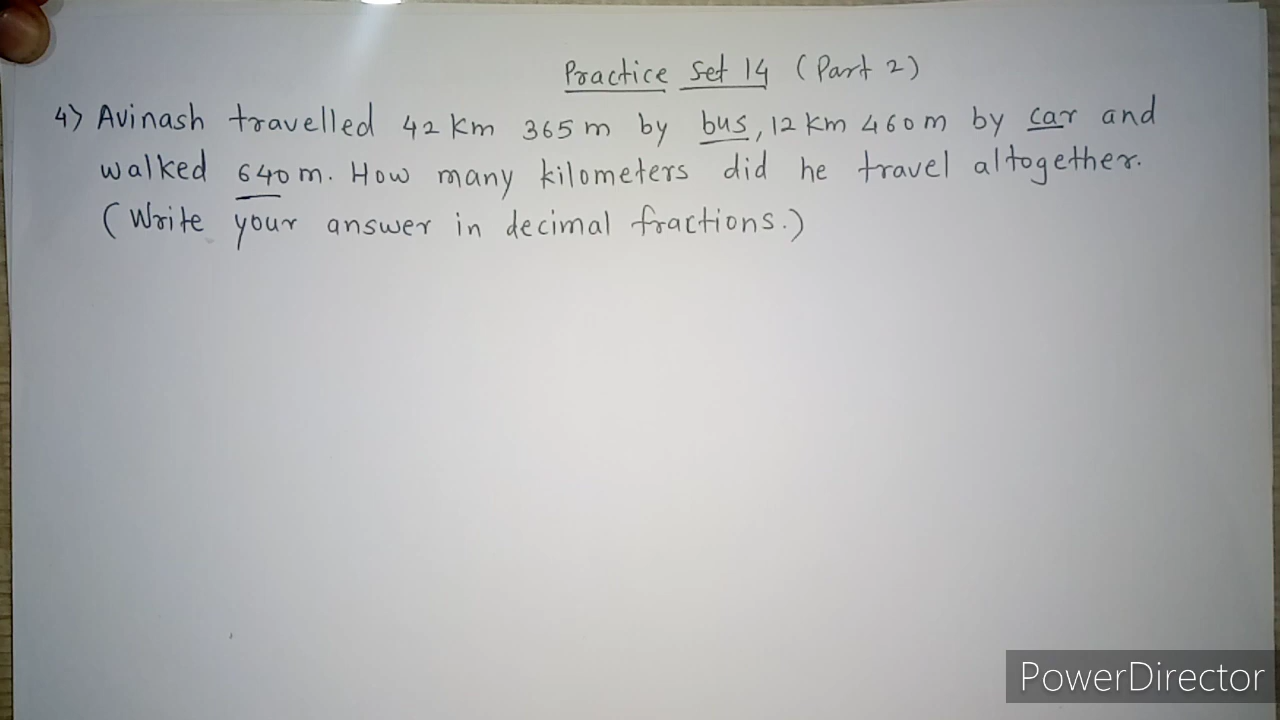 Practice Set 14 (Part 2)
4) Avinash travelled 42 Km 365 m by bus, 12 Km 460 m by car and
walked 640 m. How many kilometers did he travel altogether.
(Write your answer in decimal fractions.)
PowerDirector